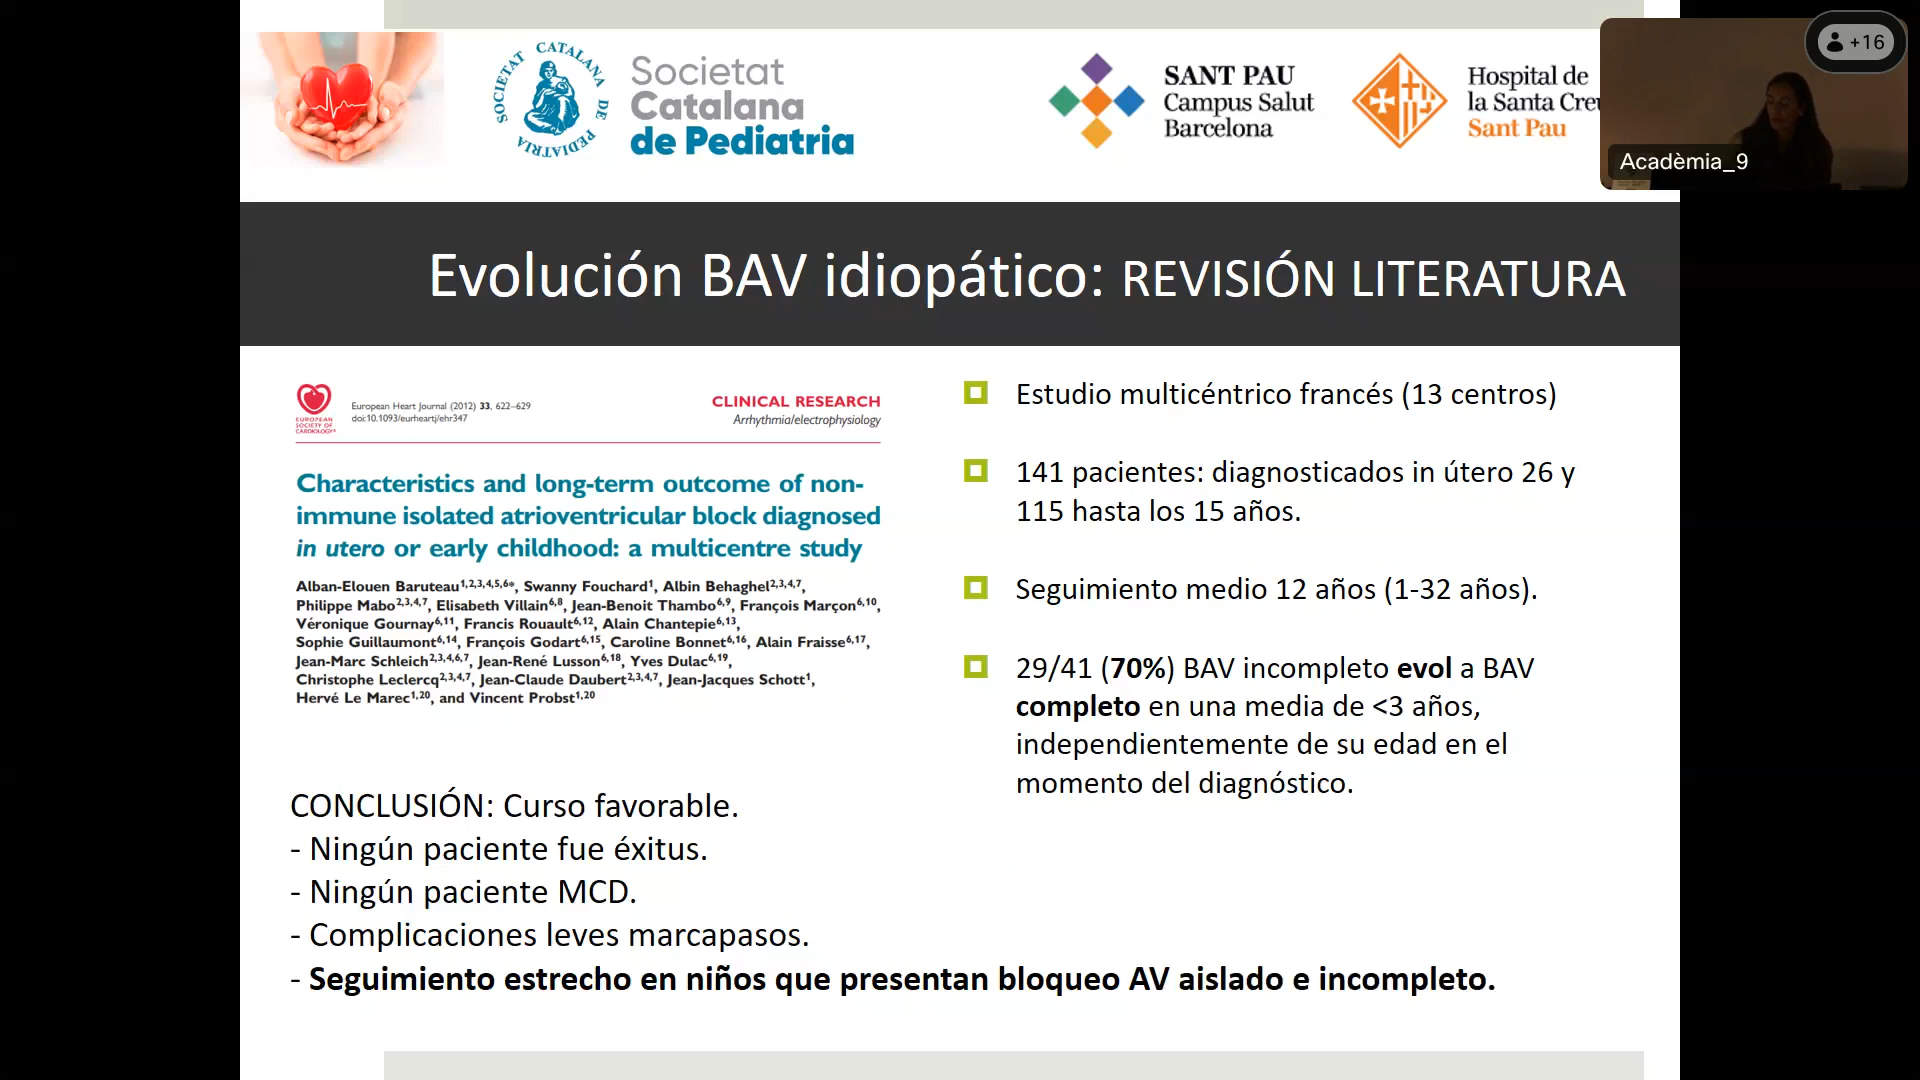 SOCIETAT CATALANA DE PEDIATRIA
Societat
Catalana
de Pediatria
SANT PAU
Campus Salut
Barcelona
Hospital de
la Santa Creu
Sant Pau
+16
Acadèmia_9
Evolución BAV idiopático: REVISIÓN LITERATURA
EUROPEAN
SOCIETY OF
CARDIOLOGY®
European Heart Journal (2012) 33, 622–629
doi:10.1093/eurheartj/ehr347
CLINICAL RESEARCH
Arrhythmia/electrophysiology
Characteristics and long-term outcome of non-
immune isolated atrioventricular block diagnosed
in utero or early childhood: a multicentre study
Alban-Elouen Baruteau1,2,3,4,5,6*, Swanny Fouchard1, Albin Behaghel2,3,4,7,
Philippe Mabo2,3,4,7, Elisabeth Villain6,8, Jean-Benoit Thambo6,9, François Marçon6,10,
Véronique Gournay6,11, Francis Rouault6,12, Alain Chantepie6,13,
Sophie Guillaumont6,14, François Godart6,15, Caroline Bonnet6,16, Alain Fraisse6,17,
Jean-Marc Schleich2,3,4,6,7, Jean-René Lusson6,18, Yves Dulac6,19,
Christophe Leclercq2,3,4,7, Jean-Claude Daubert2,3,4,7, Jean-Jacques Schott1,
Hervé Le Marec1,20, and Vincent Probst1,20
Estudio multicéntrico francés (13 centros)
141 pacientes: diagnosticados in útero 26 y
115 hasta los 15 años.
Seguimiento medio 12 años (1-32 años).
29/41 (70%) BAV incompleto evol a BAV
completo en una media de <3 años,
independientemente de su edad en el
momento del diagnóstico.
CONCLUSIÓN: Curso favorable.
- Ningún paciente fue éxitus.
- Ningún paciente MCD.
- Complicaciones leves marcapasos.
- Seguimiento estrecho en niños que presentan bloqueo AV aislado e incompleto.